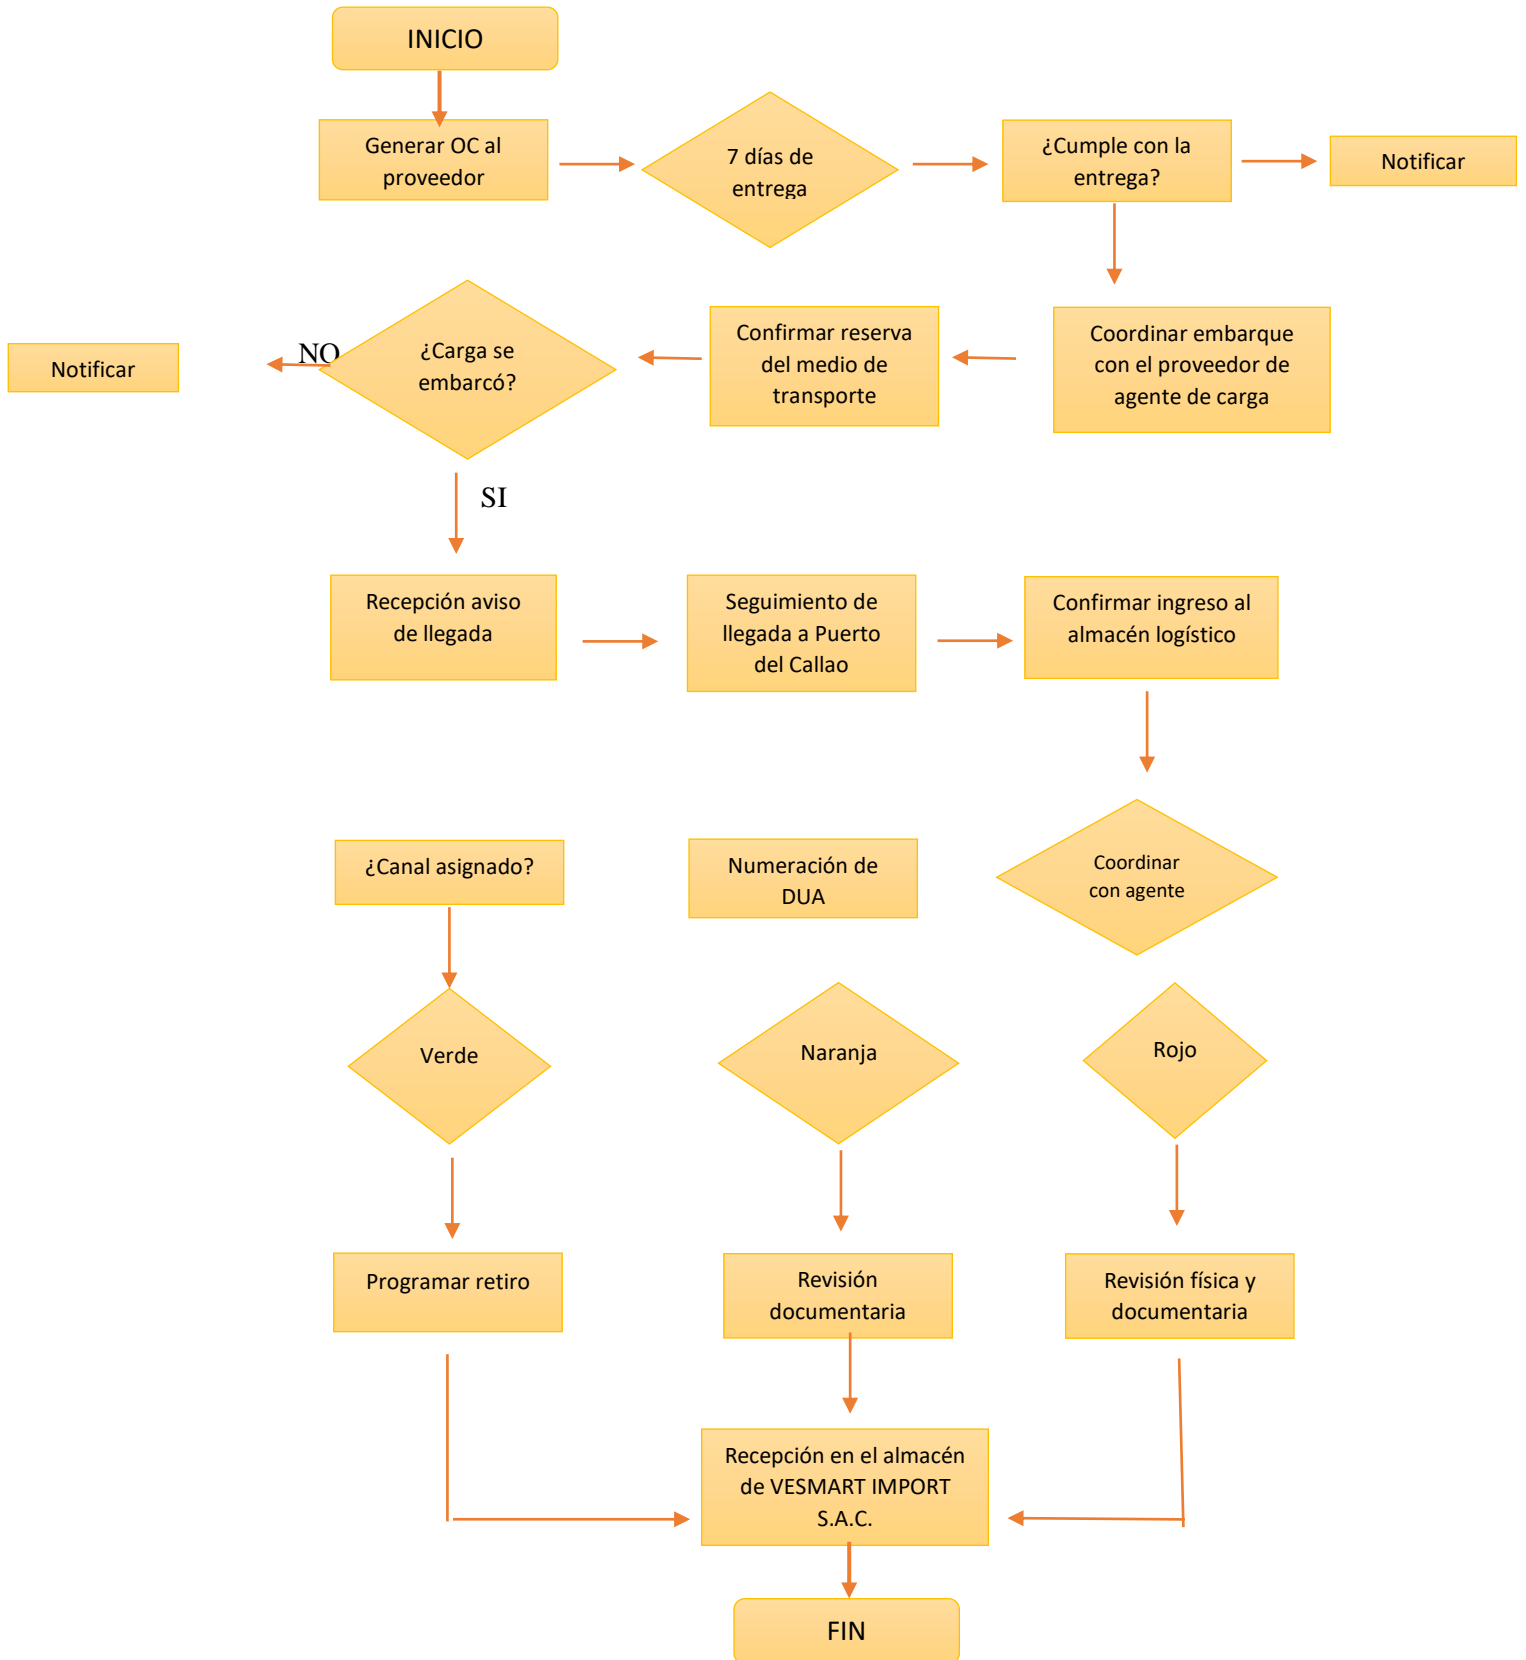 INICIO
Generar OC al
proveedor
7 días de
entrega
¿Cumple con la
entrega?
Notificar
Notificar
NO
¿Carga se
embarcó?
Confirmar reserva
del medio de
transporte
Coordinar embarque
con el proveedor de
agente de carga
SI
Recepción aviso
de llegada
Seguimiento de
llegada a Puerto
del Callao
Confirmar ingreso al
almacén logístico
¿Canal asignado?
Numeración de
DUA
Coordinar
con agente
Verde
Naranja
Rojo
Programar retiro
Revisión
documentaria
Revisión física y
documentaria
Recepción en el almacén
de VESMART IMPORT
S.A.C.
FIN